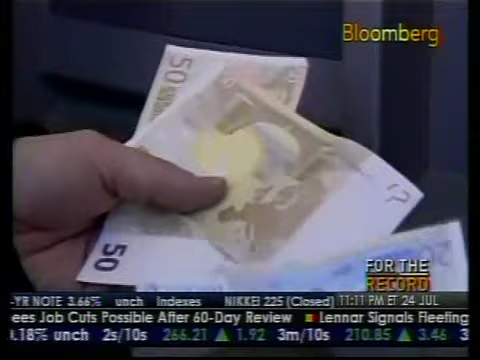 Bloomberg
50
50
FOR THE
RECORD
-YR NOTE 3.66% unch Indexes NIKKEI 225 (Closed) 11:11 PM ET 24 JUL
ees Job Cuts Possible After 60-Day Review Lennar Signals Fleeting
.18% unch 2s/10s 266.21 ▲ 1.92 3m/10s 210.85 ▲ 3.46 3